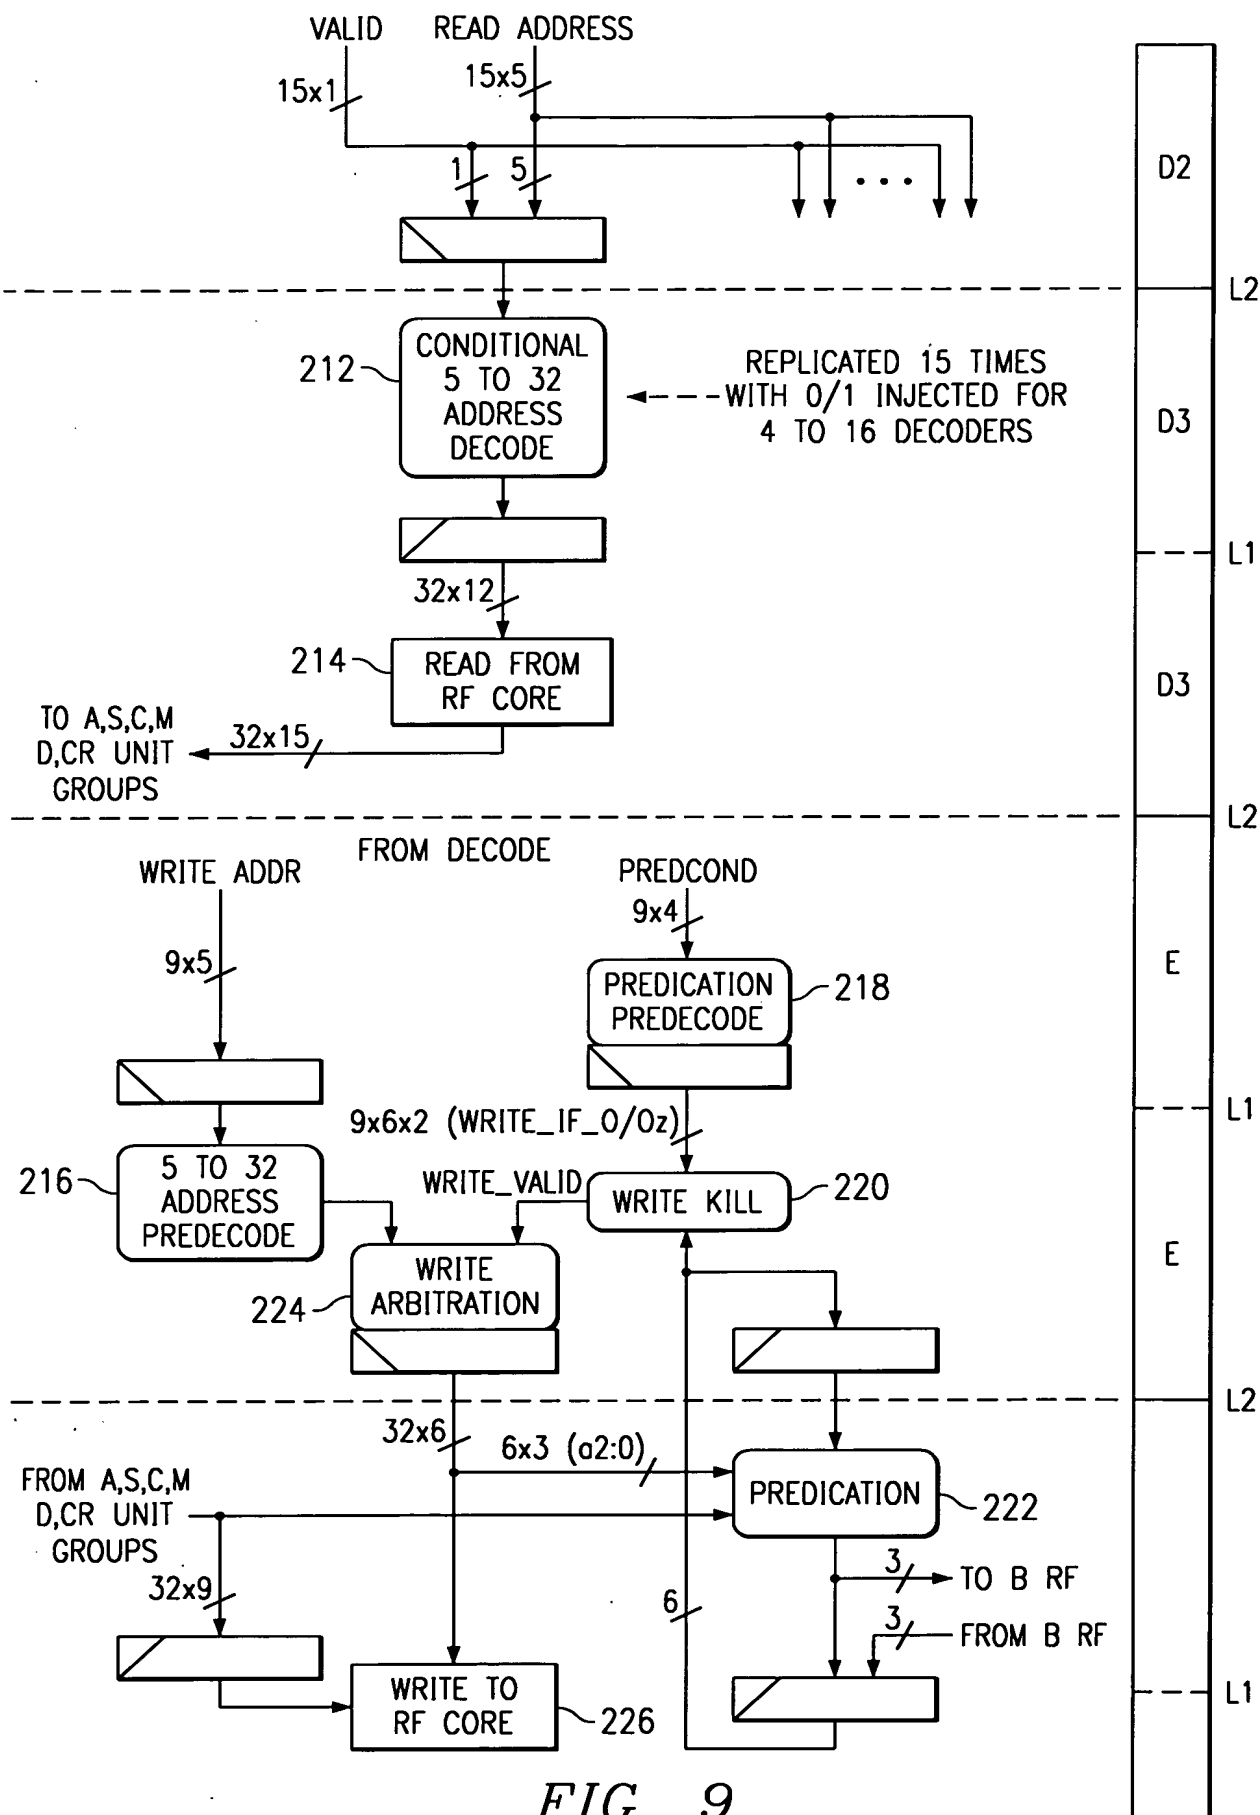 VALID
READ ADDRESS
15x1
15x5
1
5
...
D2
L2
CONDITIONAL
5 TO 32
ADDRESS
DECODE
212
REPLICATED 15 TIMES
WITH 0/1 INJECTED FOR
4 TO 16 DECODERS
D3
L1
32x12
214
READ FROM
RF CORE
D3
TO A,S,C,M
D,CR UNIT
GROUPS
32x15
L2
FROM DECODE
WRITE ADDR
PREDCOND
9x4
9x5
PREDICATION
PREDECODE
218
E
L1
9x6x2 (WRITE_IF_0/0z)
216
5 TO 32
ADDRESS
PREDECODE
WRITE_VALID
WRITE KILL
220
WRITE
ARBITRATION
224
E
L2
32x6
6x3 (a2:0)
FROM A,S,C,M
D,CR UNIT
GROUPS
PREDICATION
222
32x9
3
TO B RF
6
3
FROM B RF
WRITE TO
RF CORE
226
L1
FIG. 9